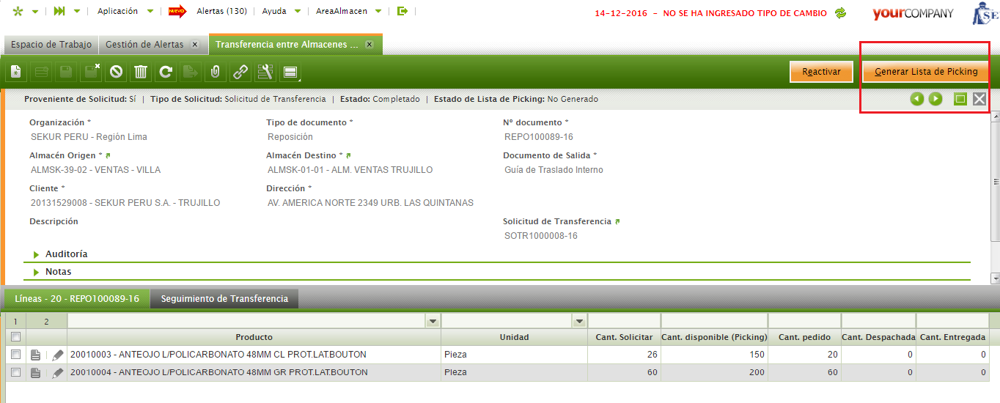 Aplicación NUEVO Alertas (130) Ayuda AreaAlmacen 14-12-2016 - NO SE HA INGRESADO TIPO DE CAMBIO yourCOMPANY SE
Espacio de Trabajo Gestión de Alertas x Transferencia entre Almacenes ... x
Reactivar Generar Lista de Picking
Proveniente de Solicitud: Sí | Tipo de Solicitud: Solicitud de Transferencia | Estado: Completado | Estado de Lista de Picking: No Generado
Organización * Tipo de documento * Nº documento *
SEKUR PERU - Región Lima Reposición REPO100089-16
Almacén Origen * Almacén Destino * Documento de Salida *
ALMSK-39-02 - VENTAS - VILLA ALMSK-01-01 - ALM. VENTAS TRUJILLO Guía de Traslado Interno
Cliente * Dirección *
20131529008 - SEKUR PERU S.A. - TRUJILLO AV. AMERICA NORTE 2349 URB. LAS QUINTANAS
Descripción Solicitud de Transferencia
SOTR1000008-16
Auditoría
Notas
Líneas - 20 - REPO100089-16 Seguimiento de Transferencia
1 2
Producto Unidad Cant. Solicitar Cant. disponible (Picking) Cant. pedido Cant. Despachada Cant. Entregada
20010003 - ANTEOJO L/POLICARBONATO 48MM CL PROT.LAT.BOUTON Pieza 26 150 20 0 0
20010004 - ANTEOJO L/POLICARBONATO 48MM GR PROT.LAT.BOUTON Pieza 60 200 60 0 0